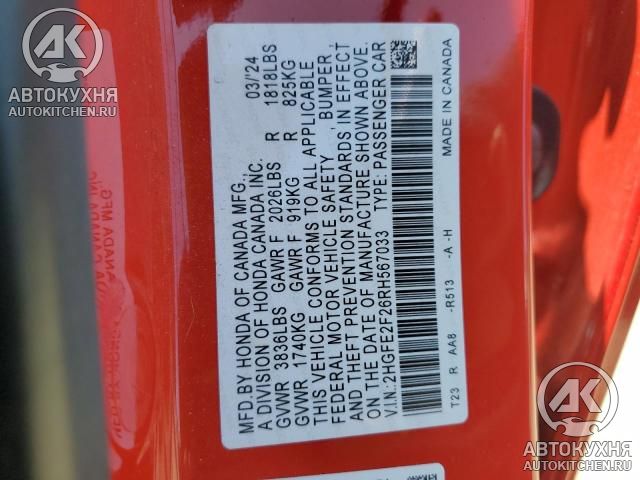 MFD.BY HONDA OF CANADA MFG.,
A DIVISION OF HONDA CANADA INC. 03/'24
GVWR 3836LBS GAWR F 2026LBS R 1818LBS
GVWR 1740KG GAWR F 919KG R 825KG
THIS VEHICLE CONFORMS TO ALL APPLICABLE
FEDERAL MOTOR VEHICLE SAFETY, BUMPER,
AND THEFT PREVENTION STANDARDS IN EFFECT
ON THE DATE OF MANUFACTURE SHOWN ABOVE.
V.IN.: 2HGFE2F26RH567033 TYPE: PASSENGER CAR
T23 R AA8 -R513 -A -H MADE IN CANADA
АК
АВТОКУХНЯ
AUTOKITCHEN.RU
АК
АВТОКУХНЯ
AUTOKITCHEN.RU